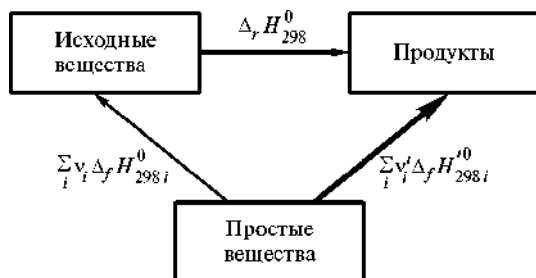 Исходные
вещества
Δ_r H^0_298
Продукты
Σ_i ν_i Δ_f H^0_298 i
Σ_i ν'_i Δ_f H'^0_298 i
Простые
вещества